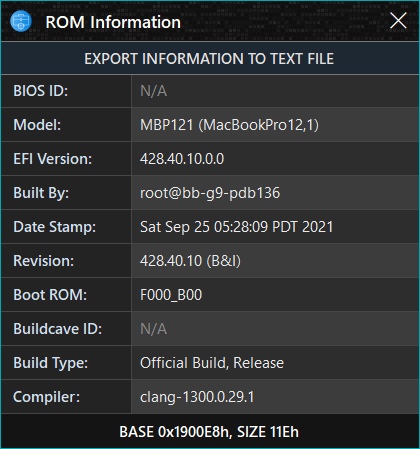 ROM Information
EXPORT INFORMATION TO TEXT FILE
BIOS ID: N/A
Model: MBP121 (MacBookPro12,1)
EFI Version: 428.40.10.0.0
Built By: root@bb-g9-pdb136
Date Stamp: Sat Sep 25 05:28:09 PDT 2021
Revision: 428.40.10 (B&I)
Boot ROM: F000_B00
Buildcave ID: N/A
Build Type: Official Build, Release
Compiler: clang-1300.0.29.1
BASE 0x1900E8h, SIZE 11Eh